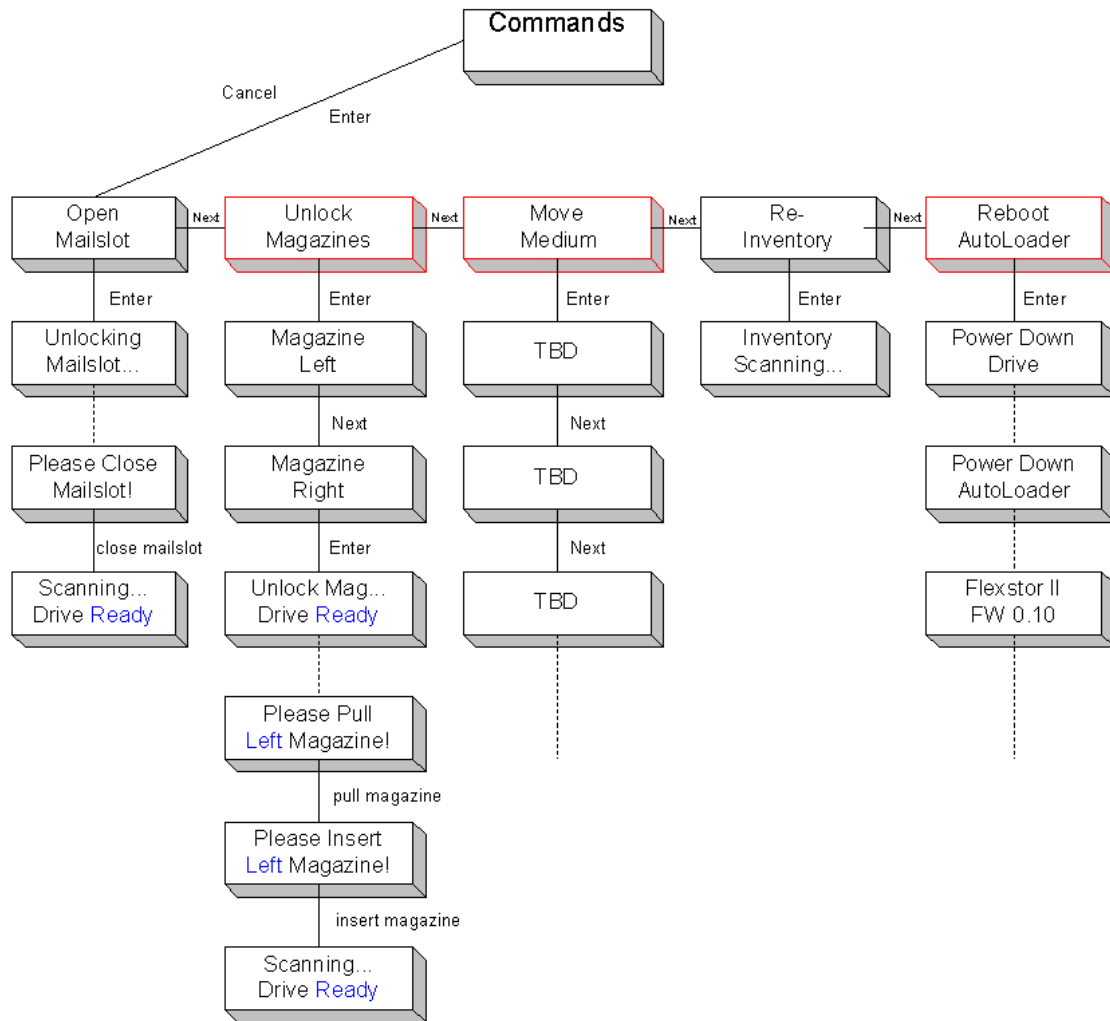 Commands
Cancel
Enter
Open
Mailslot
Next
Unlock
Magazines
Next
Move
Medium
Next
Re-
Inventory
Next
Reboot
AutoLoader
Enter
Enter
Enter
Enter
Enter
Unlocking
Mailslot...
Magazine
Left
TBD
Inventory
Scanning...
Power Down
Drive
Next
Next
Please Close
Mailslot!
Magazine
Right
TBD
Power Down
AutoLoader
close mailslot
Enter
Next
Scanning...
Drive Ready
Unlock Mag...
Drive Ready
TBD
Flexstor II
FW 0.10
Please Pull
Left Magazine!
pull magazine
Please Insert
Left Magazine!
insert magazine
Scanning...
Drive Ready